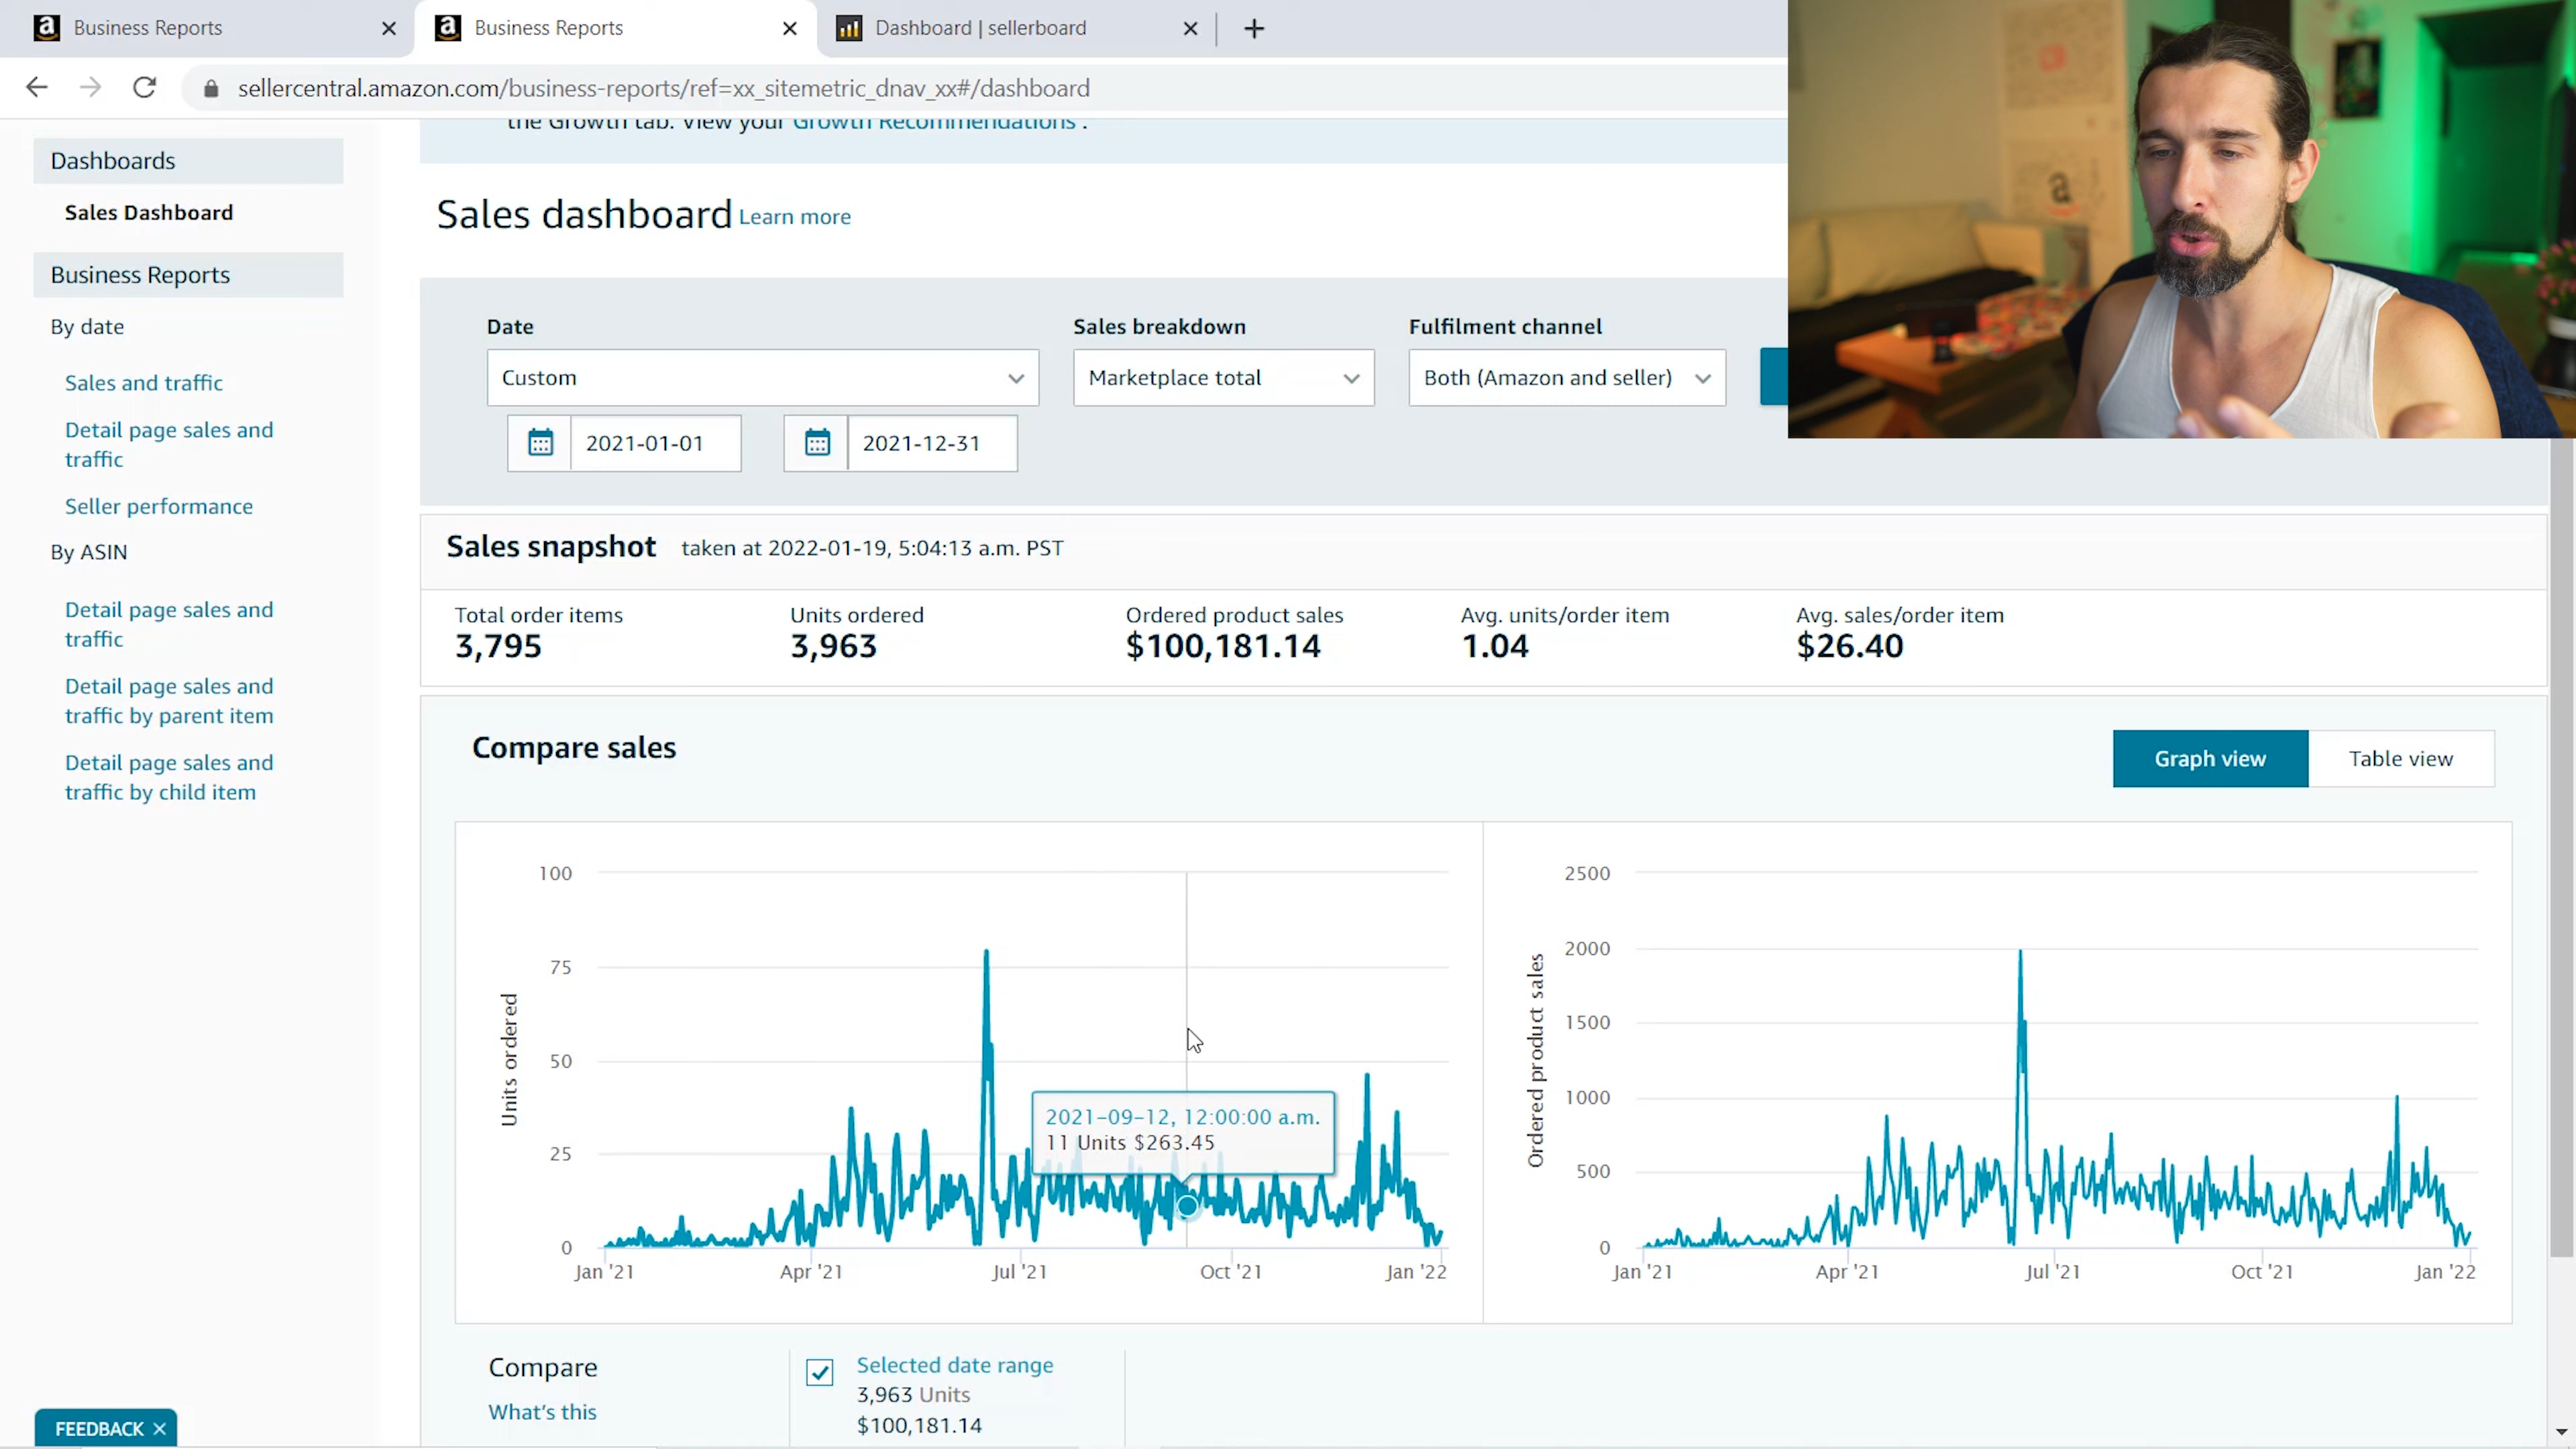 Business Reports
Business Reports
Dashboard | sellerboard
sellercentral.amazon.com/business-reports/ref=xx_sitemetric_dnav_xx#/dashboard
the Growth tab. View your Growth Recommendations .
Dashboards
Sales Dashboard
Business Reports
By date
Sales and traffic
Detail page sales and
traffic
Seller performance
By ASIN
Detail page sales and
traffic
Detail page sales and
traffic by parent item
Detail page sales and
traffic by child item
Sales dashboard Learn more
Date Sales breakdown Fulfilment channel
Custom Marketplace total Both (Amazon and seller)
2021-01-01 2021-12-31
Sales snapshot taken at 2022-01-19, 5:04:13 a.m. PST
Total order items Units ordered Ordered product sales Avg. units/order item Avg. sales/order item
3,795 3,963 $100,181.14 1.04 $26.40
Compare sales
Graph view Table view
Units ordered
100
75
50
25
0
Jan '21 Apr '21 Jul '21 Oct '21 Jan '22
2021-09-12, 12:00:00 a.m.
11 Units $263.45
Ordered product sales
2500
2000
1500
1000
500
0
Jan '21 Apr '21 Jul '21 Oct '21 Jan '22
Compare
What's this
Selected date range
3,963 Units
$100,181.14
FEEDBACK